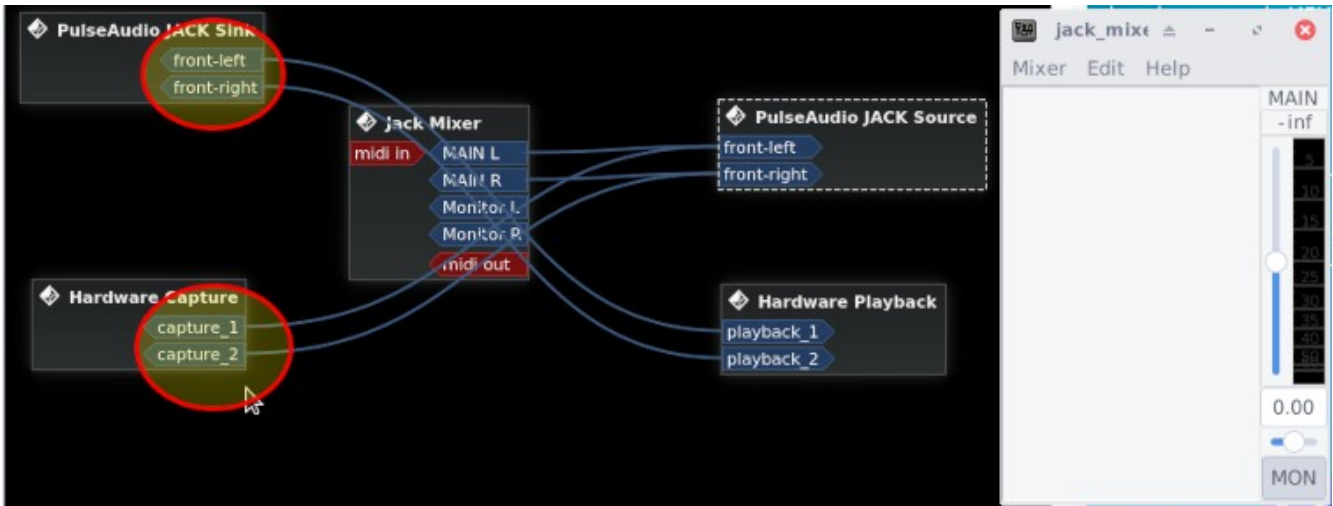 PulseAudio JACK Sink
front-left
front-right
Jack Mixer
midi in
MAIN L
MAIN R
Monitor L
Monitor R
midi out
Hardware Capture
capture_1
capture_2
PulseAudio JACK Source
front-left
front-right
Hardware Playback
playback_1
playback_2
jack_mixe
Mixer Edit Help
MAIN
-inf
5
10
15
20
25
30
35
40
50
0.00
MON